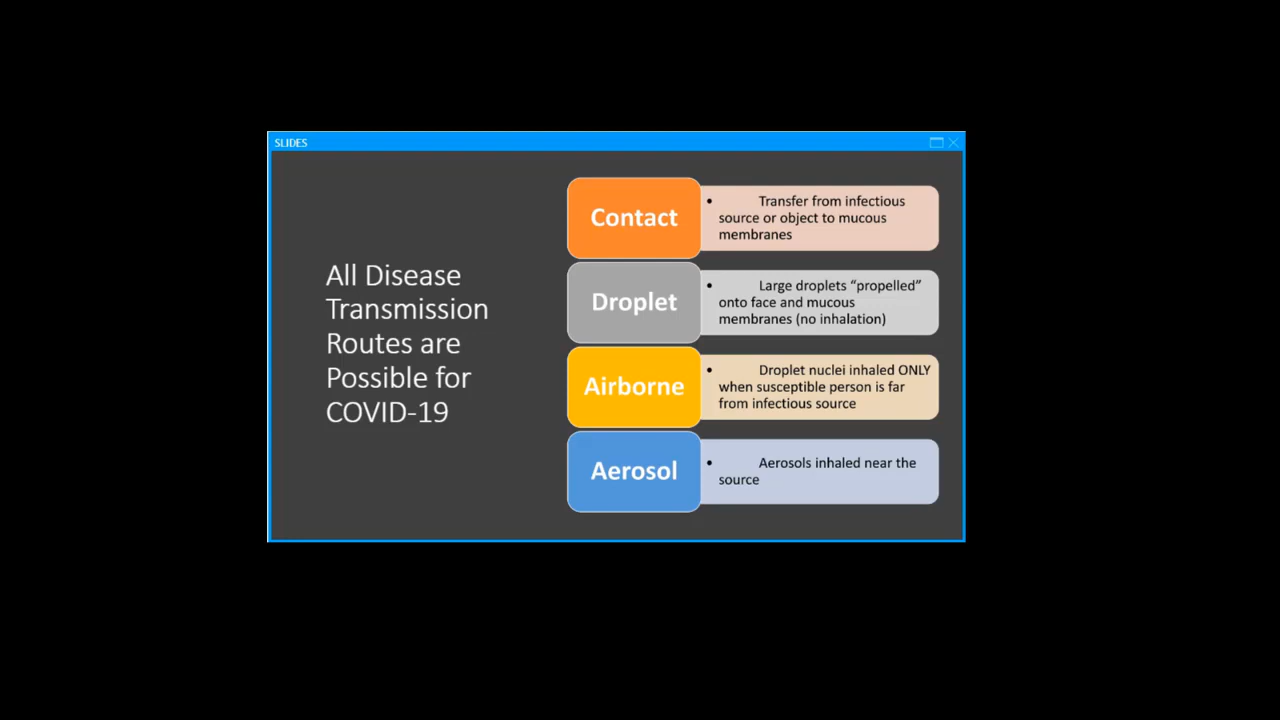 SLIDES
All Disease
Transmission
Routes are
Possible for
COVID-19
Contact
• Transfer from infectious
source or object to mucous
membranes
Droplet
• Large droplets “propelled”
onto face and mucous
membranes (no inhalation)
Airborne
• Droplet nuclei inhaled ONLY
when susceptible person is far
from infectious source
Aerosol
• Aerosols inhaled near the
source